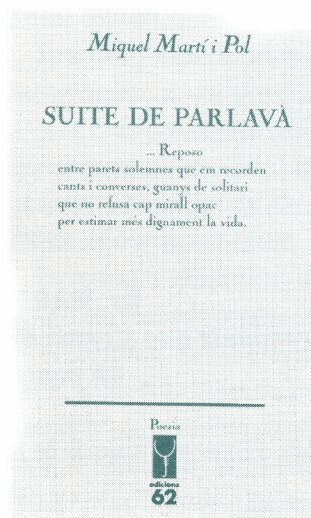 Miquel Martí i Pol
SUITE DE PARLAVÀ
... Reposo
entre parets solemnes que em recorden
cants i converses, guanys de solitari
que no refusa cap mirall opac
per estimar més dignament la vida.
Poesia
edicions
62